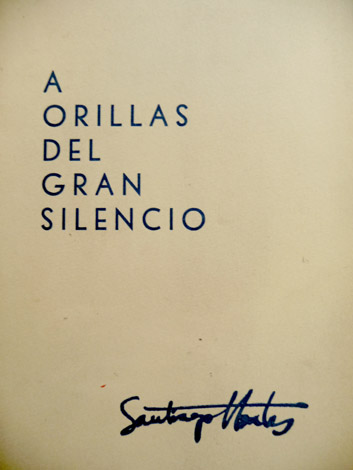 A
ORILLAS
DEL
GRAN
SILENCIO
Santiago Montes